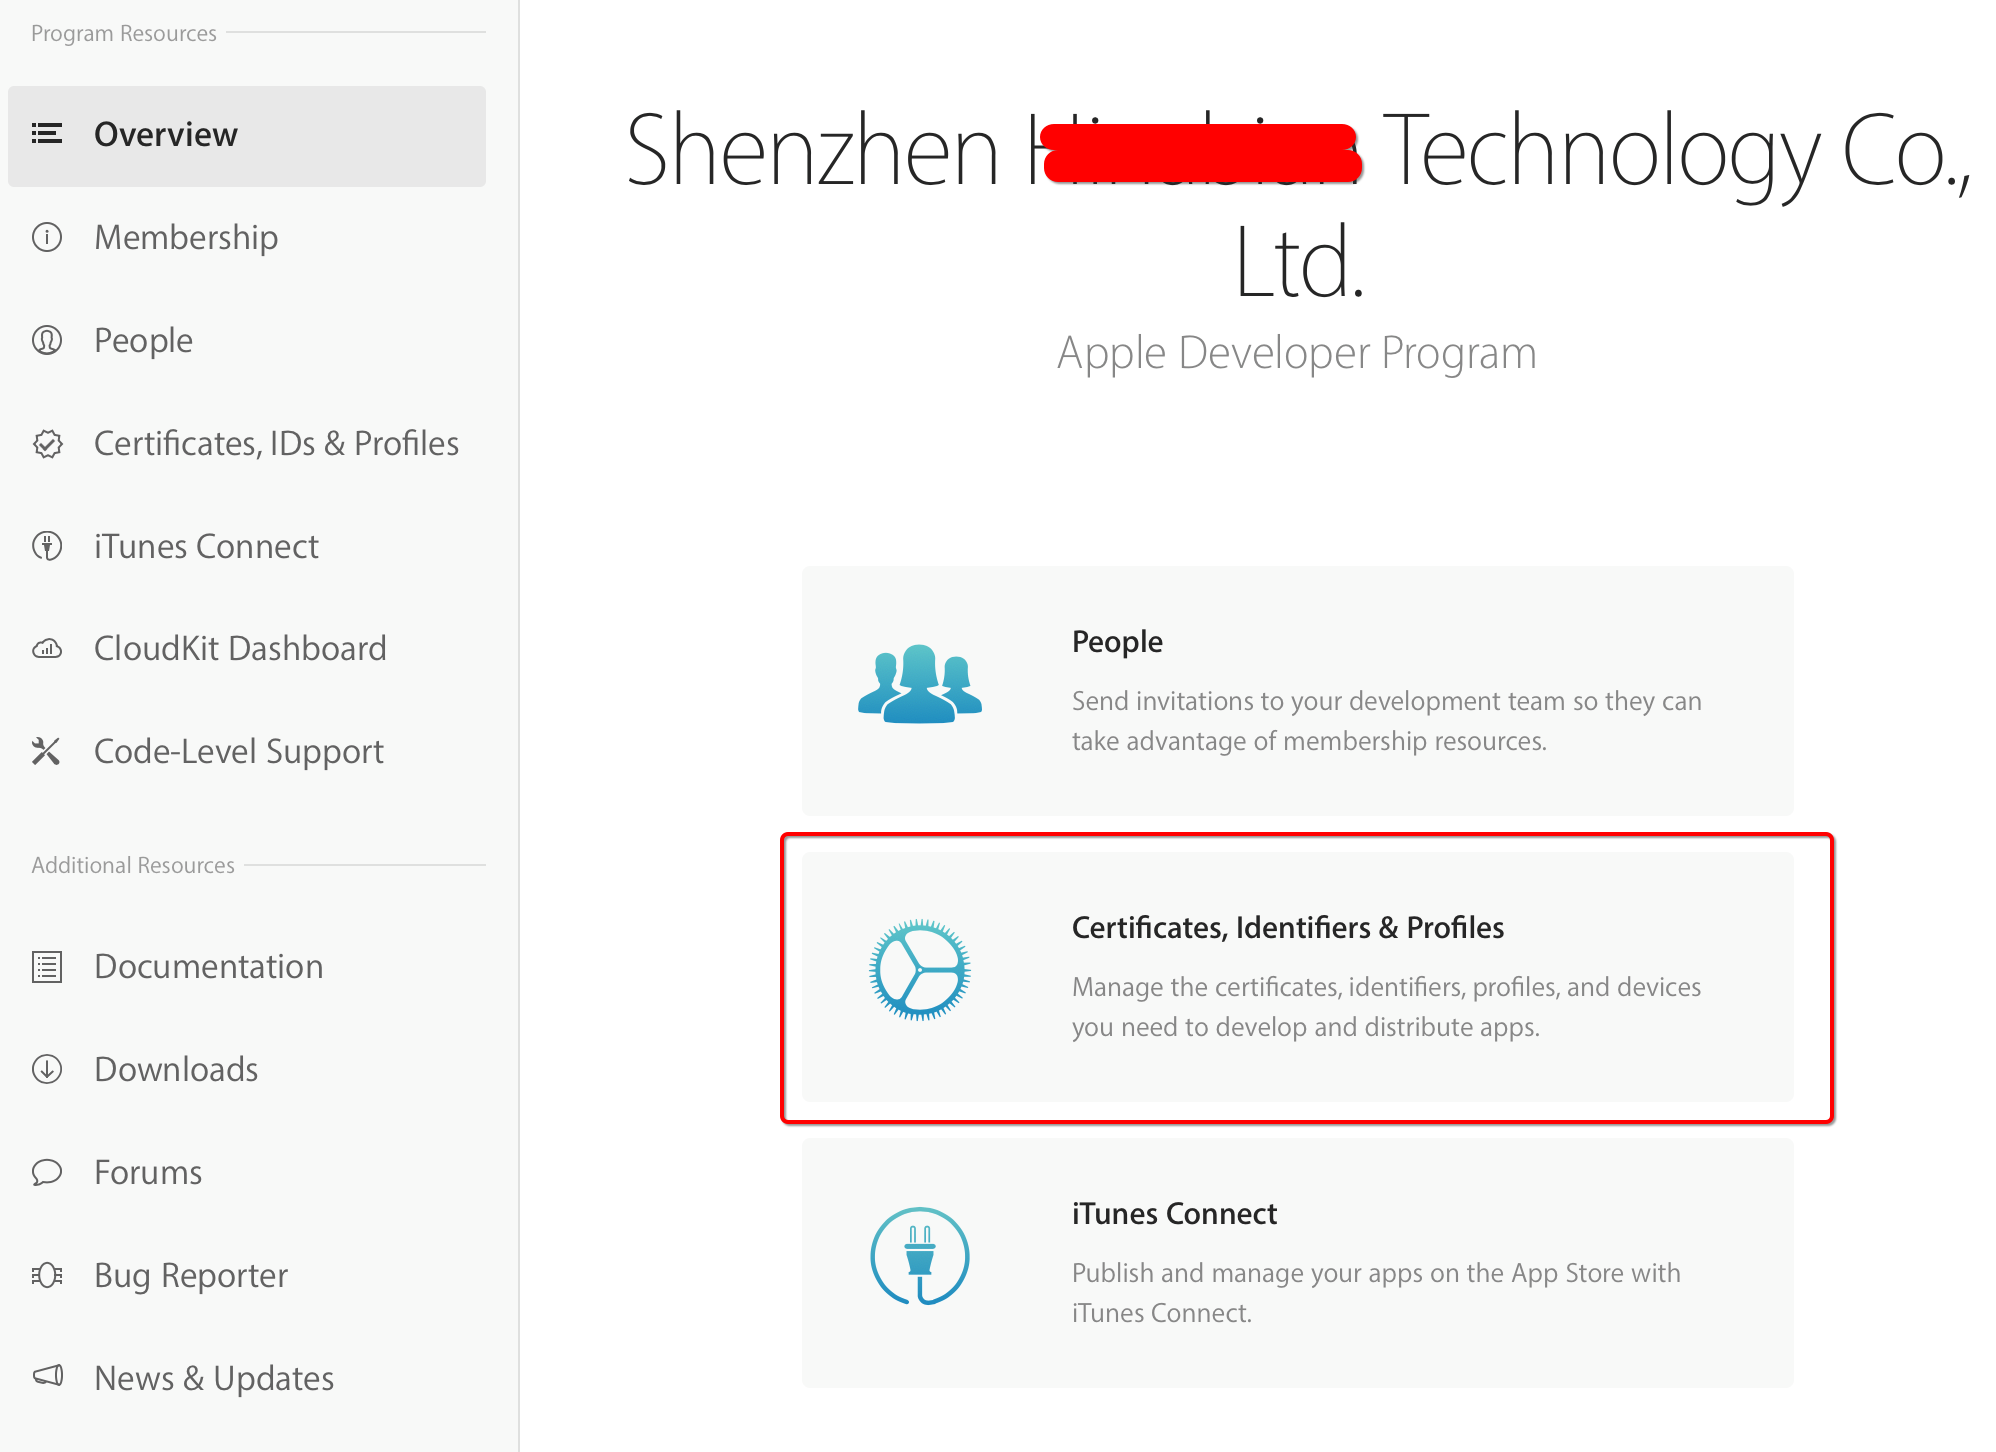 Program Resources
Overview
Membership
People
Certificates, IDs & Profiles
iTunes Connect
CloudKit Dashboard
Code-Level Support
Additional Resources
Documentation
Downloads
Forums
Bug Reporter
News & Updates
Shenzhen Technology Co.,
Ltd.
Apple Developer Program
People
Send invitations to your development team so they can
take advantage of membership resources.
Certificates, Identifiers & Profiles
Manage the certificates, identifiers, profiles, and devices
you need to develop and distribute apps.
iTunes Connect
Publish and manage your apps on the App Store with
iTunes Connect.